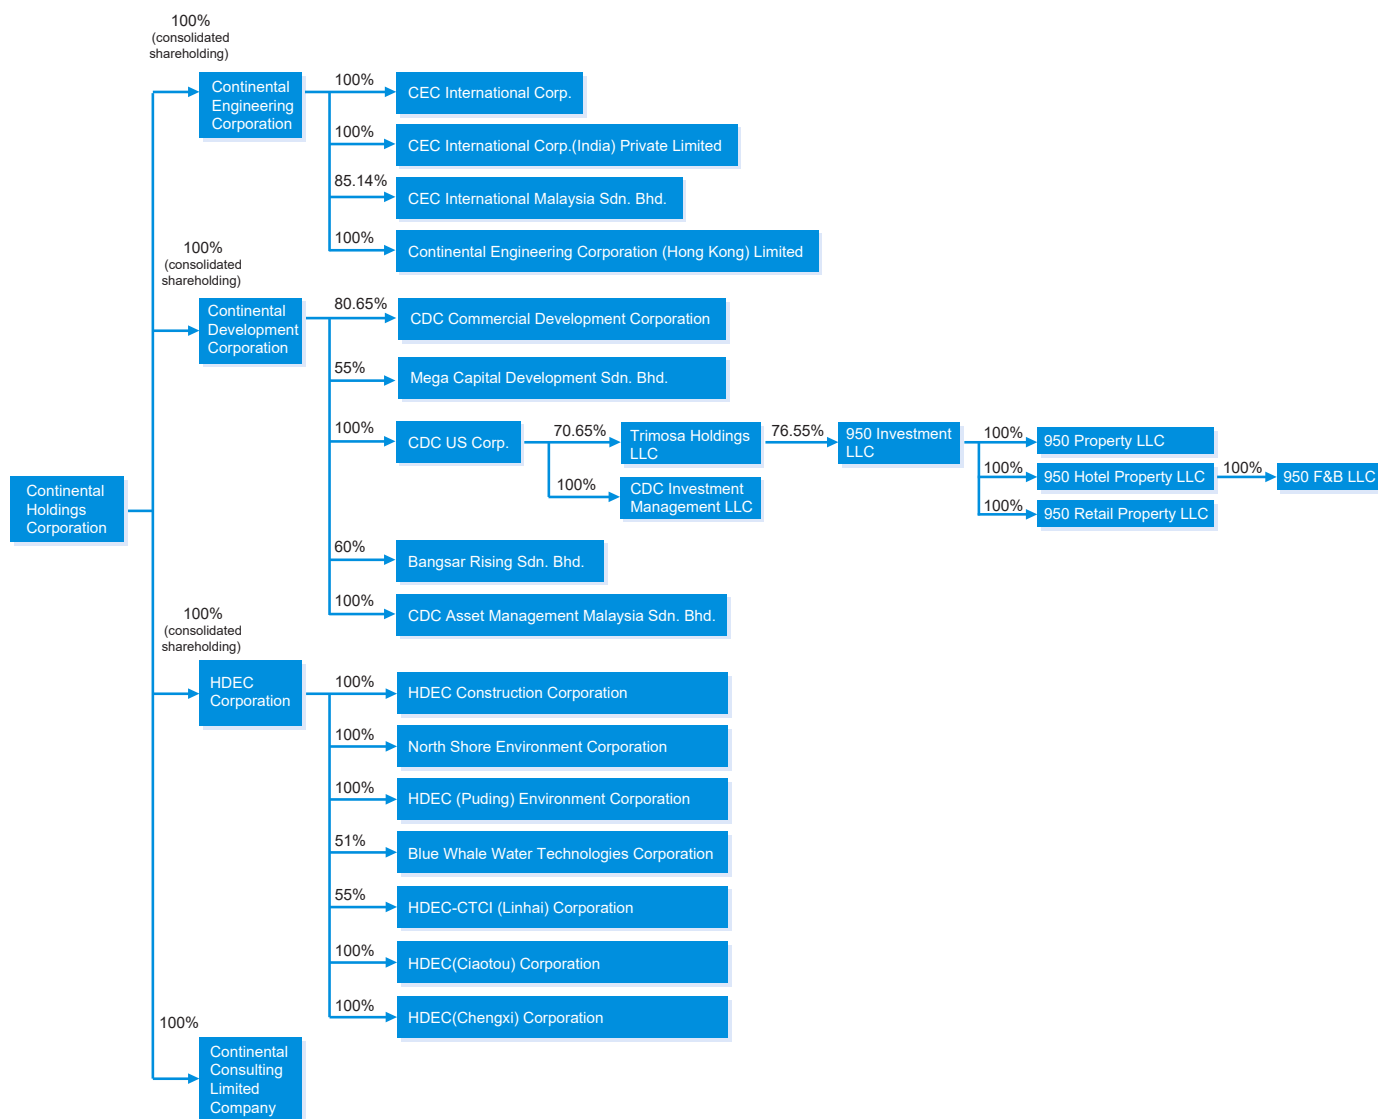 100%
(consolidated
shareholding)
Continental
Engineering
Corporation
100%
CEC International Corp.
100%
CEC International Corp.(India) Private Limited
85.14%
CEC International Malaysia Sdn. Bhd.
100%
Continental Engineering Corporation (Hong Kong) Limited
100%
(consolidated
shareholding)
Continental
Development
Corporation
80.65%
CDC Commercial Development Corporation
55%
Mega Capital Development Sdn. Bhd.
100%
CDC US Corp.
70.65%
Trimosa Holdings
LLC
76.55%
950 Investment
LLC
100%
950 Property LLC
100%
950 Hotel Property LLC
100%
950 F&B LLC
100%
950 Retail Property LLC
100%
CDC Investment
Management LLC
60%
Bangsar Rising Sdn. Bhd.
100%
CDC Asset Management Malaysia Sdn. Bhd.
Continental
Holdings
Corporation
100%
(consolidated
shareholding)
HDEC
Corporation
100%
HDEC Construction Corporation
100%
North Shore Environment Corporation
100%
HDEC (Puding) Environment Corporation
51%
Blue Whale Water Technologies Corporation
55%
HDEC-CTCI (Linhai) Corporation
100%
HDEC(Ciaotou) Corporation
100%
HDEC(Chengxi) Corporation
100%
Continental
Consulting
Limited
Company